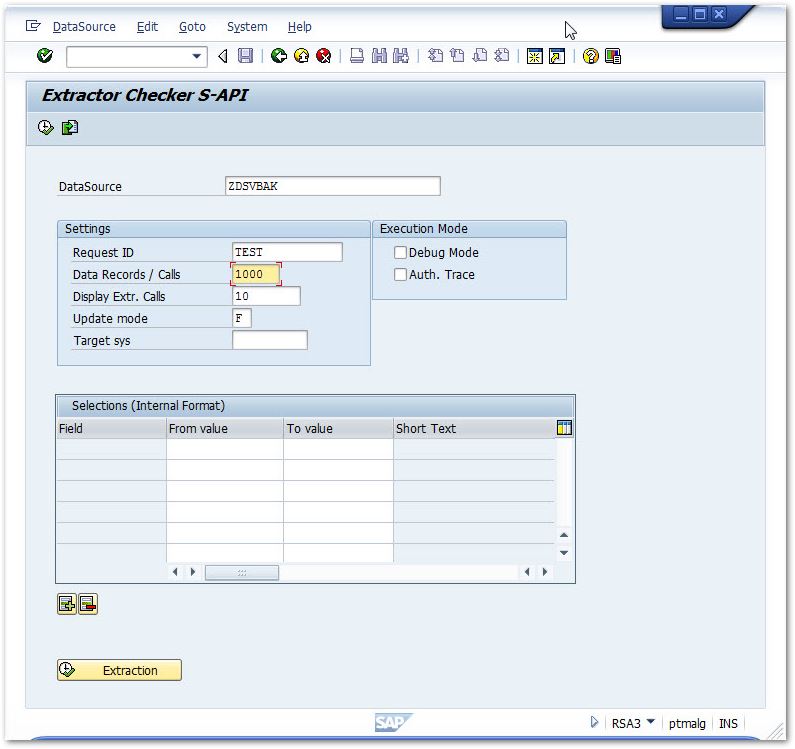 DataSource Edit Goto System Help
Extractor Checker S-API
DataSource ZDSVBAK
Settings Execution Mode
Request ID TEST Debug Mode
Data Records / Calls 1000 Auth. Trace
Display Extr. Calls 10
Update mode F
Target sys
Selections (Internal Format)
Field From value To value Short Text
Extraction
SAP RSA3 ptmalg INS